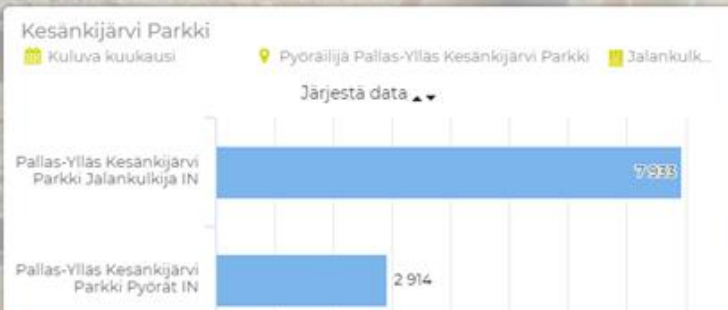 Kesänkijärvi Parkki
Kuluva kuukausi
Pyöräilijä Pallas-Ylläs Kesänkijärvi Parkki
Jalankulk...
Järjestä data
Pallas-Ylläs Kesänkijärvi
Parkki Jalankulkija IN
7 933
Pallas-Ylläs Kesänkijärvi
Parkki Pyörät IN
2 914